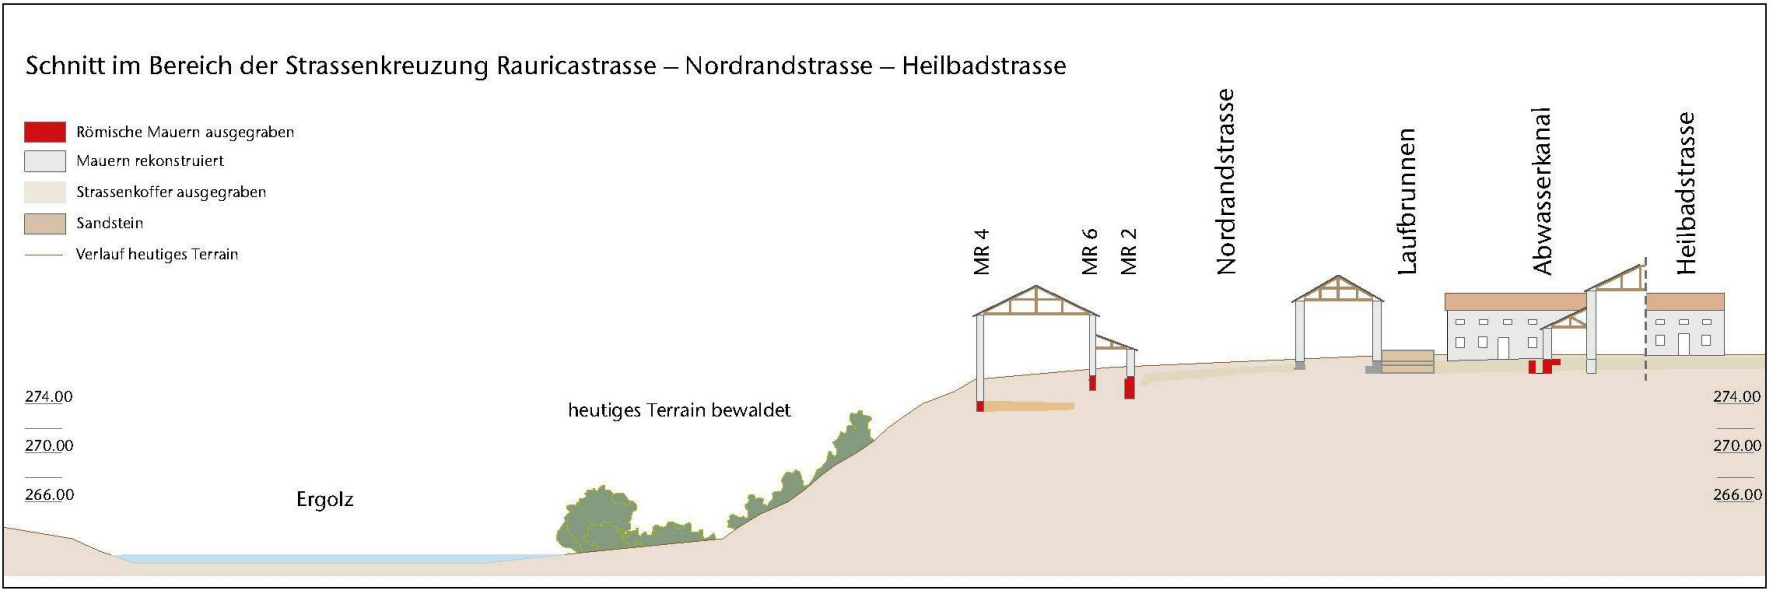 Schnitt im Bereich der Strassenkreuzung Rauricastrasse – Nordrandstrasse – Heilbadstrasse
Römische Mauern ausgegraben
Mauern rekonstruiert
Strassenkoffer ausgegraben
Sandstein
Verlauf heutiges Terrain
MR 4
MR 6
MR 2
Nordrandstrasse
Laufbrunnen
Abwasserkanal
Heilbadstrasse
heutiges Terrain bewaldet
Ergolz
274.00
270.00
266.00
274.00
270.00
266.00